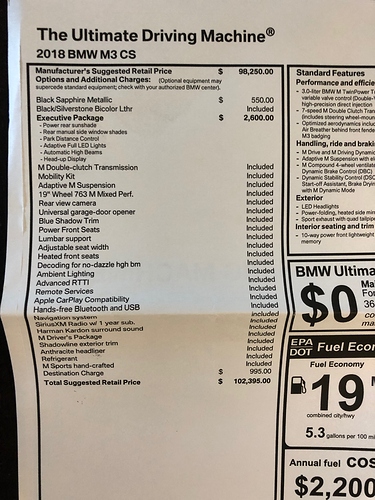 The Ultimate Driving Machine®
2018 BMW M3 CS
Manufacturer's Suggested Retail Price $ 98,250.00
Options and Additional Charges: (Optional equipment may
supercede standard equipment; check with your authorized BMW center).
Black Sapphire Metallic $ 550.00
Black/Silverstone Bicolor Lthr Included
Executive Package $ 2,600.00
- Power rear sunshade
- Rear manual side window shades
- Park Distance Control
- Adaptive Full LED Lights
- Automatic High Beams
- Head-up Display
M Double-clutch Transmission Included
Mobility Kit Included
Adaptive M Suspension Included
19" Wheel 763 M Mixed Perf. Included
Rear view camera Included
Universal garage-door opener Included
Blue Shadow Trim Included
Power Front Seats Included
Lumbar support Included
Adjustable seat width Included
Heated front seats Included
Decoding for no-dazzle hgh bm Included
Ambient Lighting Included
Advanced RTTI Included
Remote Services Included
Apple CarPlay Compatibility Included
Hands-free Bluetooth and USB Included
Navigation system Included
SiriusXM Radio w/ 1 year sub. Included
Harman Kardon surround sound Included
M Driver's Package Included
Shadowline exterior trim Included
Anthracite headliner Included
Refrigerant Included
M Sports hand-crafted Included
Destination Charge $ 995.00
Total Suggested Retail Price $ 102,395.00
Standard Features
Performance and efficie
- 3.0-liter BMW M TwinPower T
variable valve control (Double-
high-precision direct injection
- 7-speed M Double Clutch Tran
(includes steering wheel-moun
- Optimized aerodynamics inclu
Air Breather behind front fende
M3 badging
Handling, ride and braki
- M Drive and M Driving Dynamic
- Adaptive M Suspension with el
- M Compound 4-wheel ventilate
Dynamic Brake Control (DBC)
- Dynamic Stability Control (DSC
Start-off Assistant, Brake Drying
with M Dynamic Mode
Exterior
- LED Headlights
- Power-folding, heated side mir
- Sport exhaust with quad tailpipe
Interior seating and trim
- 10-way power front lightweight
memory
BMW Ultima
$0
Ma
For
36
co
ma
EPA
DOT Fuel Econ
Fuel Economy
19
combined city/hwy
5.3 gallons per 100 mi
Annual fuel cos
$2,200